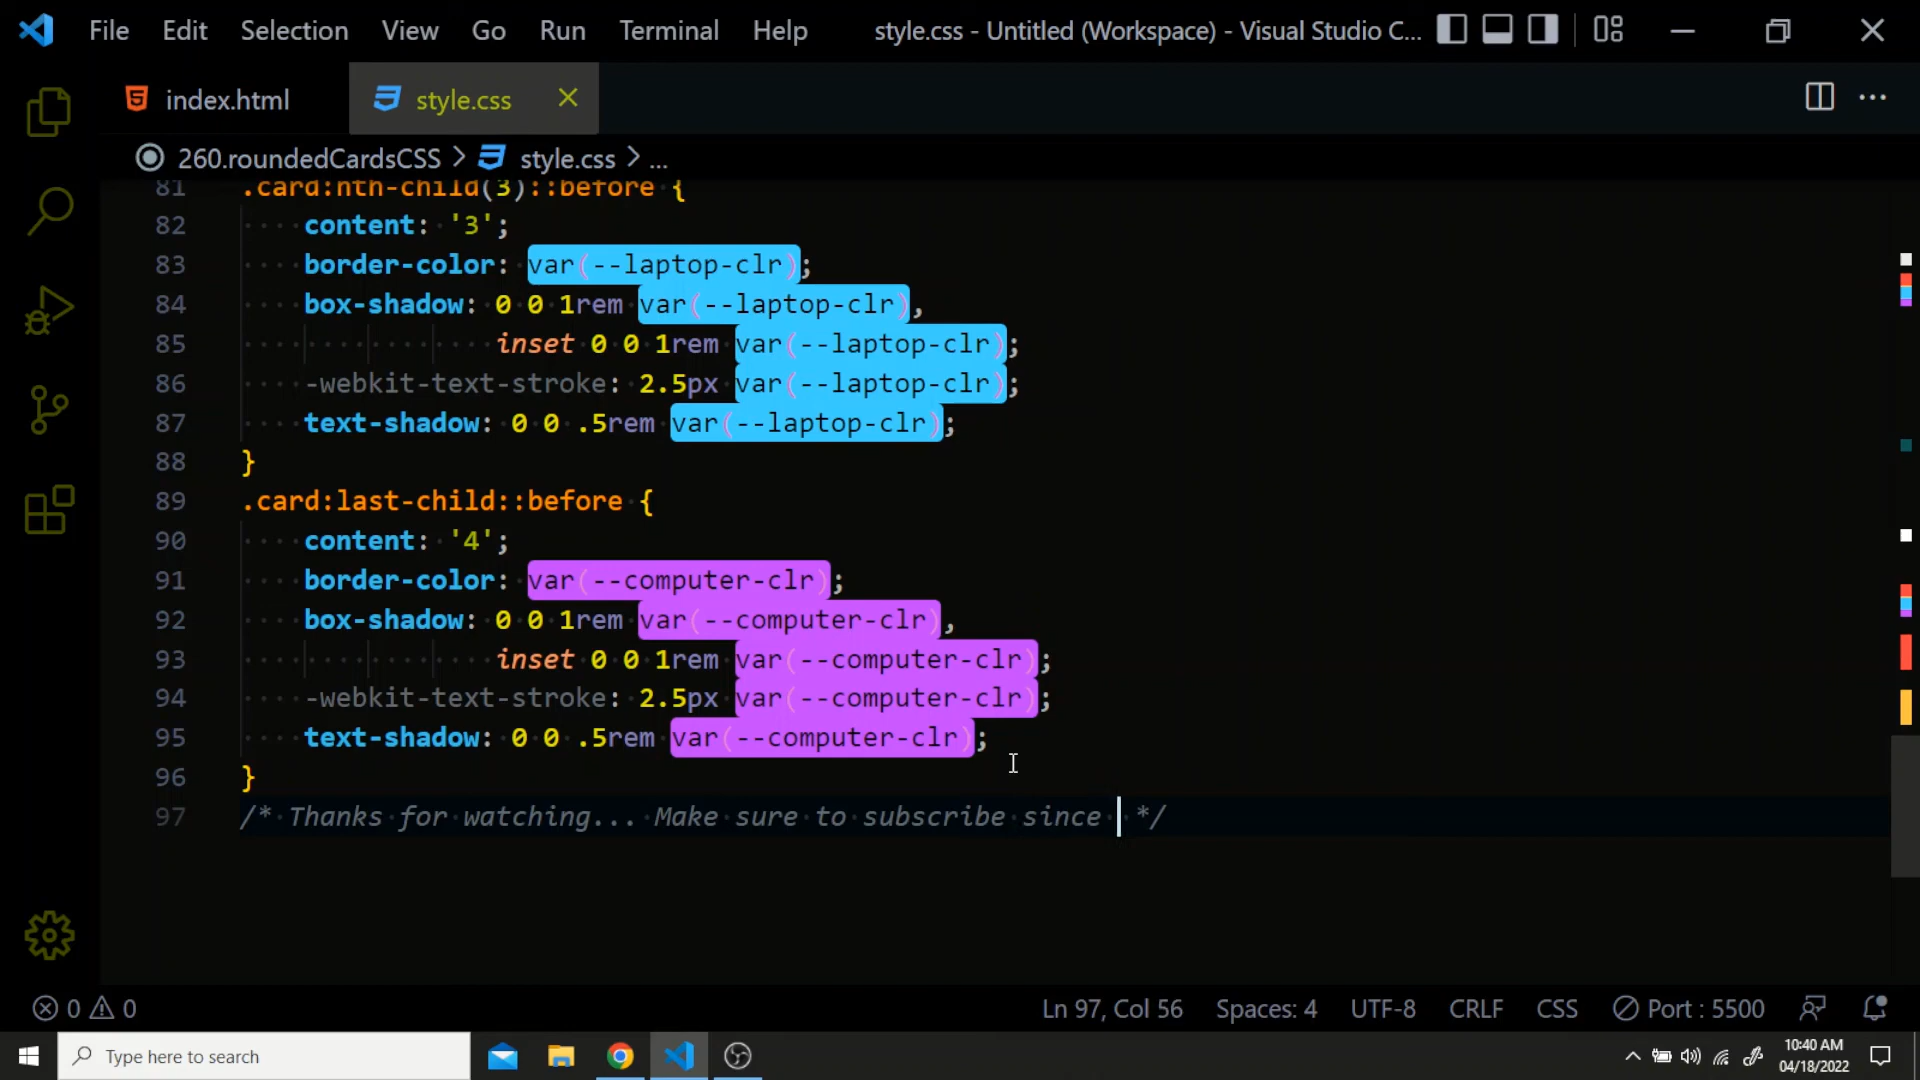 File Edit Selection View Go Run Terminal Help style.css - Untitled (Workspace) - Visual Studio C...
index.html style.css
260.roundedCardsCSS > style.css > ...
81 .card:nth-child(3)::before {
82 content: '3';
83 border-color: var(--laptop-clr);
84 box-shadow: 0 0 1rem var(--laptop-clr),
85 inset 0 0 1rem var(--laptop-clr);
86 -webkit-text-stroke: 2.5px var(--laptop-clr);
87 text-shadow: 0 0 .5rem var(--laptop-clr);
88 }
89 .card:last-child::before {
90 content: '4';
91 border-color: var(--computer-clr);
92 box-shadow: 0 0 1rem var(--computer-clr),
93 inset 0 0 1rem var(--computer-clr);
94 -webkit-text-stroke: 2.5px var(--computer-clr);
95 text-shadow: 0 0 .5rem var(--computer-clr);
96 }
97 /* Thanks for watching... Make sure to subscribe since */
0 0 Ln 97, Col 56 Spaces: 4 UTF-8 CRLF CSS Port : 5500
Type here to search
10:40 AM
04/18/2022